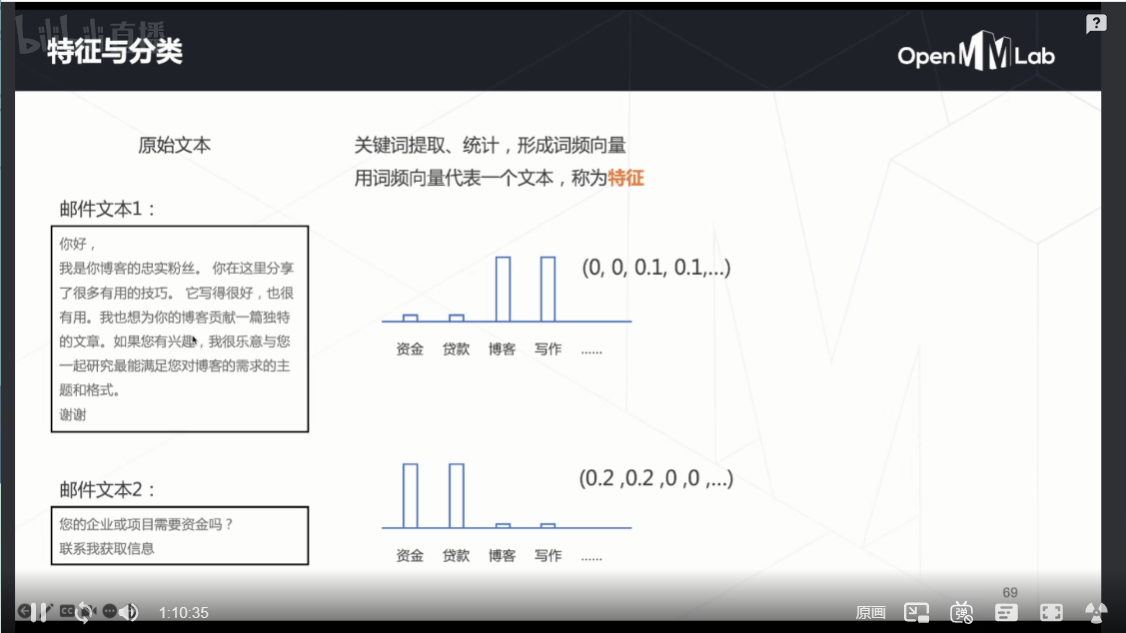 bilibili 直播
特征与分类
OpenMMLab
?
原始文本
关键词提取、统计，形成词频向量
用词频向量代表一个文本，称为特征
邮件文本1：
你好，
我是你博客的忠实粉丝。 你在这里分享
了很多有用的技巧。 它写得很好，也很
有用。我也想为你的博客贡献一篇独特
的文章。如果您有兴趣，我很乐意与您
一起研究最能满足您对博客的需求的主
题和格式。
谢谢
(0, 0, 0.1, 0.1,...)
资金 贷款 博客 写作 ......
邮件文本2：
您的企业或项目需要资金吗？
联系我获取信息
(0.2 ,0.2 ,0 ,0 ,...)
资金 贷款 博客 写作 ......
69
CC
1:10:35
原画
弹